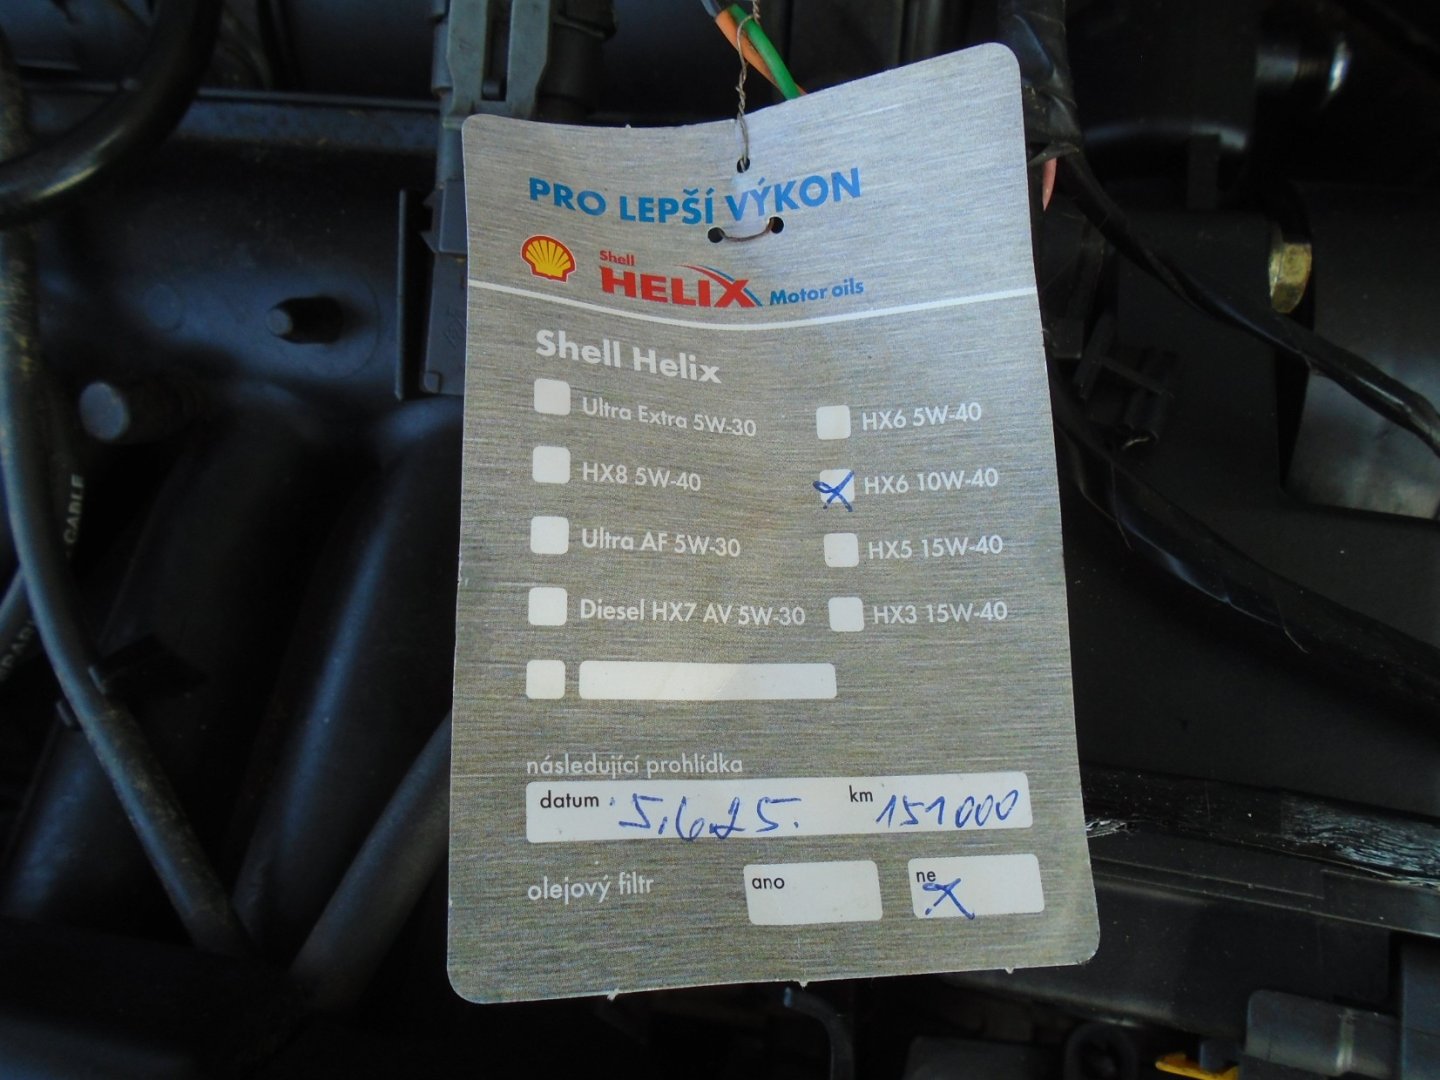 PRO LEPŠÍ VÝKON
Shell
HELIX Motor oils
Shell Helix
Ultra Extra 5W-30
HX6 5W-40
HX8 5W-40
HX6 10W-40
Ultra AF 5W-30
HX5 15W-40
Diesel HX7 AV 5W-30
HX3 15W-40
následující prohlídka
datum 5.6.25. km 151000
olejový filtr ano ne
CABLE